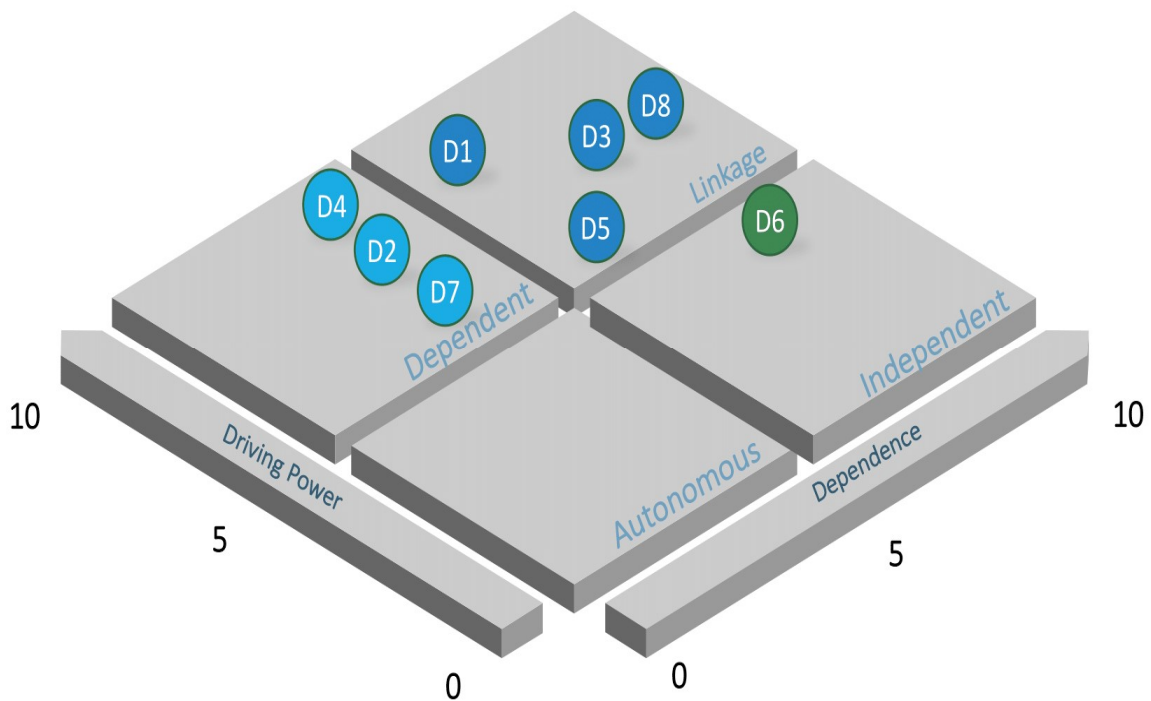 D8
D3
D1
Linkage
D4
D6
D5
D2
D7
Dependent
Independent
10
10
Driving Power
Dependence
Autonomous
5
5
0
0